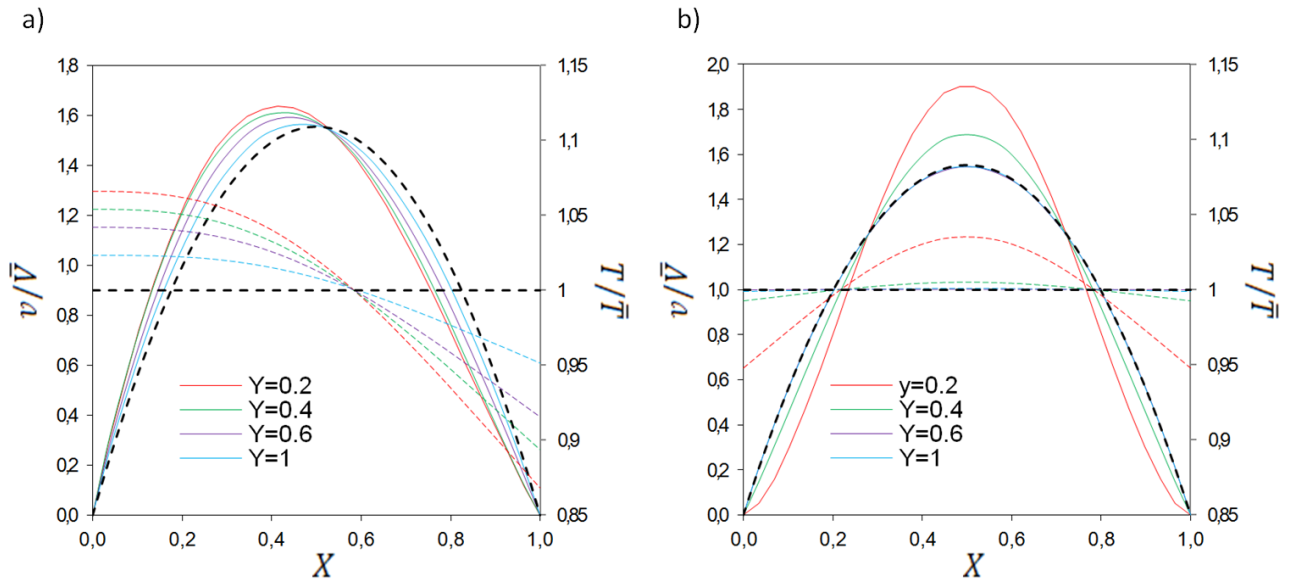 a)
1,8
1,6
1,4
1,2
1,0
0,8
0,6
0,4
0,2
0,0
v/V̅
1,15
1,1
1,05
1
0,95
0,9
0,85
T/T̅
Y=0.2
Y=0.4
Y=0.6
Y=1
0,0 0,2 0,4 0,6 0,8 1,0
X
b)
2,0
1,8
1,6
1,4
1,2
1,0
0,8
0,6
0,4
0,2
0,0
v/V̅
1,15
1,1
1,05
1
0,95
0,9
0,85
T/T̅
y=0.2
Y=0.4
Y=0.6
Y=1
0,0 0,2 0,4 0,6 0,8 1,0
X